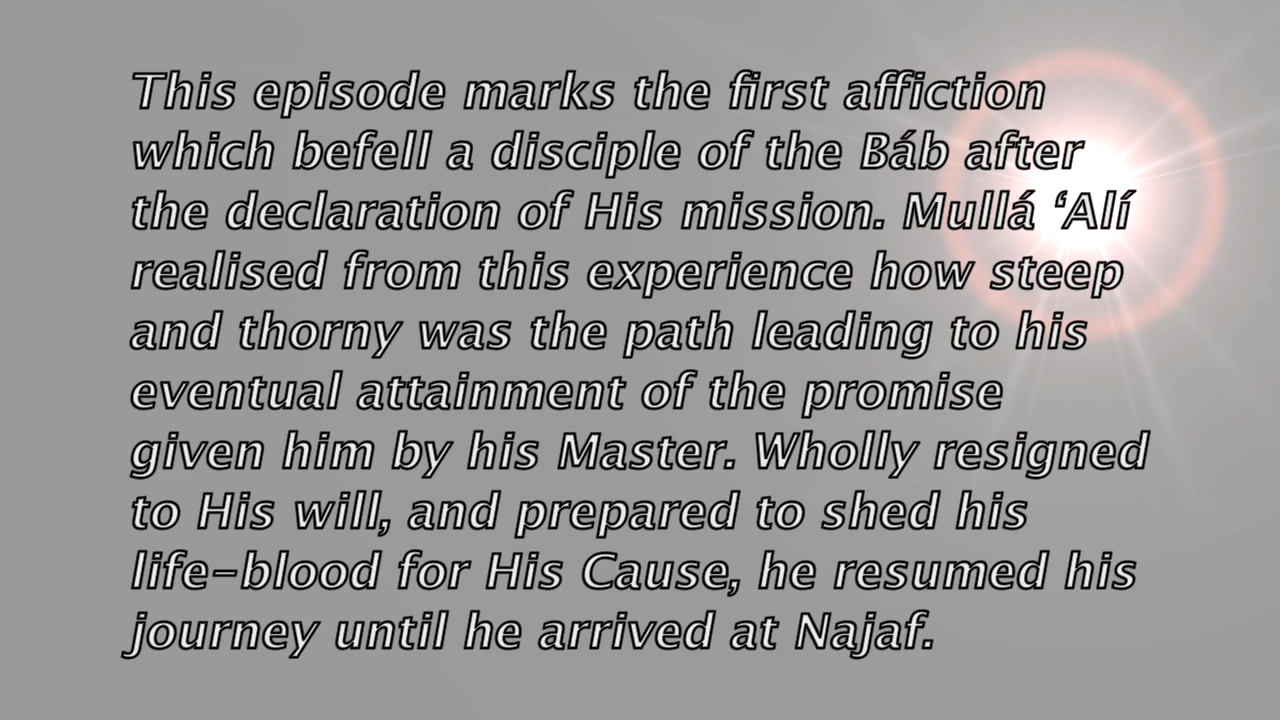 This episode marks the first affiction
which befell a disciple of the Báb after
the declaration of His mission. Mullá ‘Alí
realised from this experience how steep
and thorny was the path leading to his
eventual attainment of the promise
given him by his Master. Wholly resigned
to His will, and prepared to shed his
life-blood for His Cause, he resumed his
journey until he arrived at Najaf.